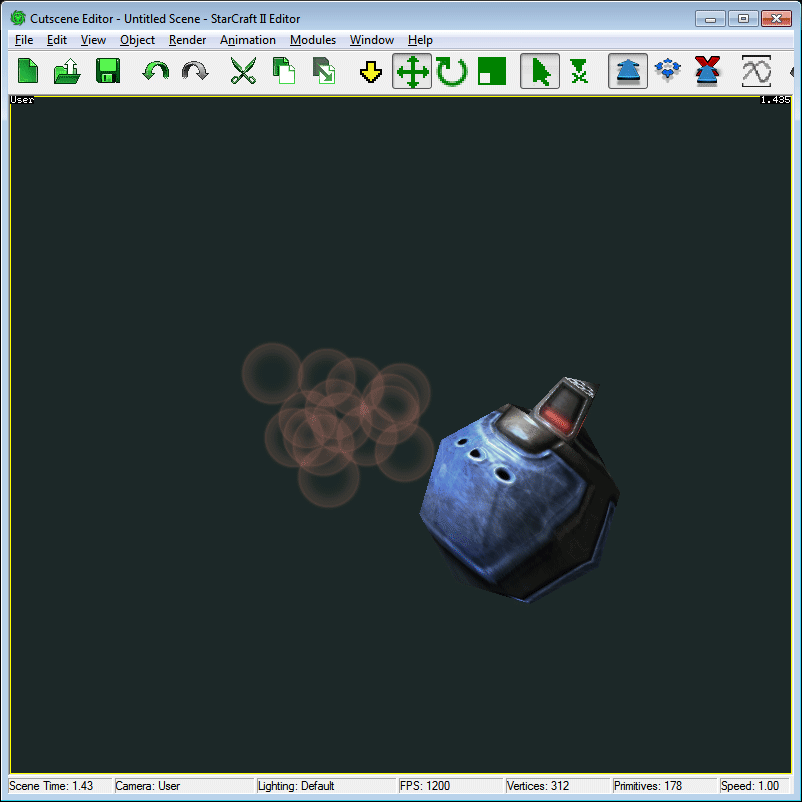 Cutscene Editor - Untitled Scene - StarCraft II Editor
File Edit View Object Render Animation Modules Window Help
User 1.435
Scene Time: 1.43 Camera: User Lighting: Default FPS: 1200 Vertices: 312 Primitives: 178 Speed: 1.00